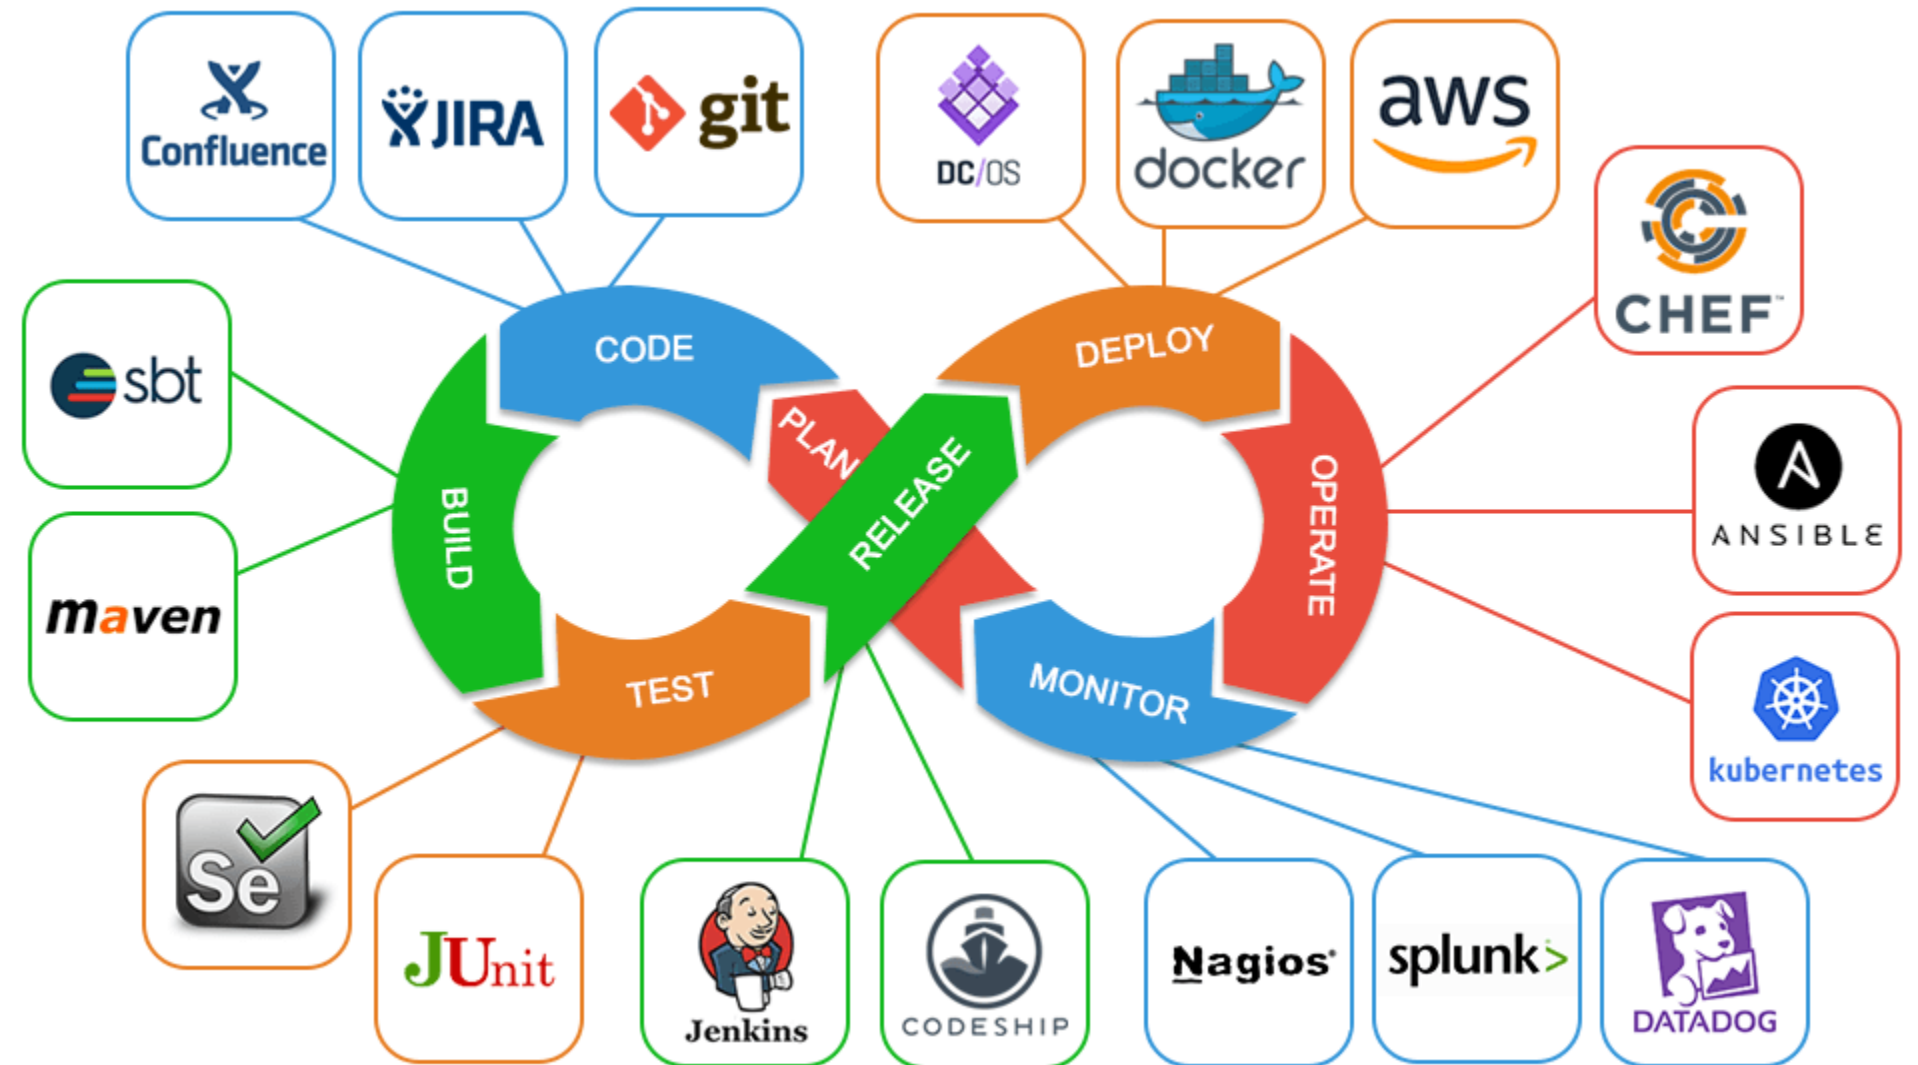 Confluence
JIRA
git
DC/OS
docker
aws
CHEF™
sbt
CODE
DEPLOY
PLAN
RELEASE
BUILD
OPERATE
ANSIBLE
maven
TEST
MONITOR
kubernetes
Se
JUnit
Jenkins
CODESHIP
Nagios®
splunk>
DATADOG